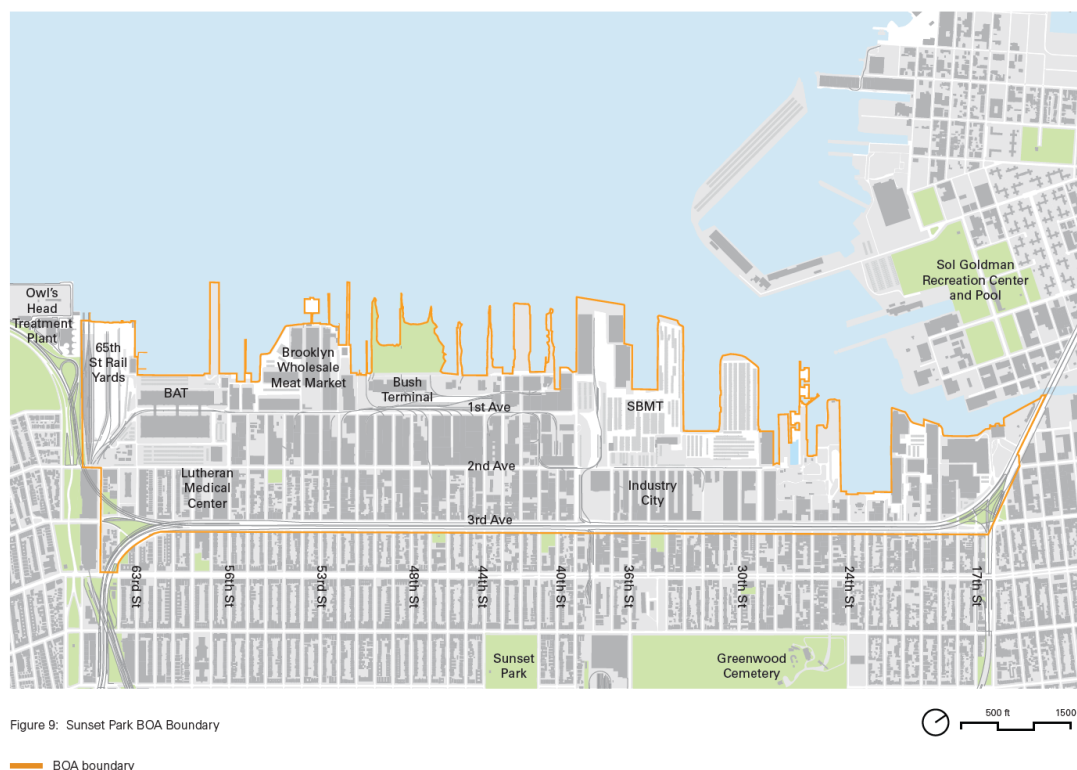 Owl's
Head
Treatment
Plant
65th
St Rail
Yards
BAT
Brooklyn
Wholesale
Meat Market
Bush
Terminal
1st Ave
SBMT
Sol Goldman
Recreation Center
and Pool
Lutheran
Medical
Center
2nd Ave
Industry
City
3rd Ave
63rd St
56th St
53rd St
48th St
44th St
40th St
36th St
30th St
24th St
17th St
Sunset
Park
Greenwood
Cemetery
Figure 9: Sunset Park BOA Boundary
500 ft 1500
BOA boundary